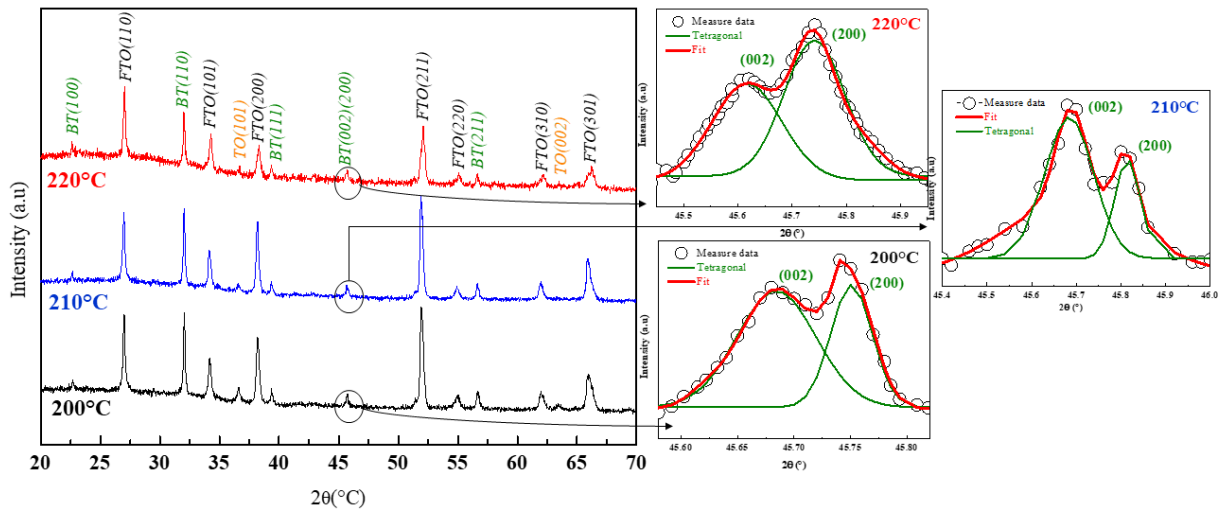 BT(100)
FTO(110)
BT(110)
FTO(101)
TO(101)
FTO(200)
BT(111)
BT(002)(200)
FTO(211)
FTO(220)
BT(211)
FTO(310)
TO(002)
FTO(301)
220°C
210°C
200°C
Intensity (a.u)
20 25 30 35 40 45 50 55 60 65 70
2θ(°C)
Measure data
Tetragonal
Fit
220°C
(002)
(200)
Intensity (a.u)
45.5 45.6 45.7 45.8 45.9
2θ(°)
Measure data
Fit
Tetragonal
210°C
(002)
(200)
Intensity (a.u)
45.4 45.5 45.6 45.7 45.8 45.9 46.0
2θ(°)
Measure data
Tetragonal
Fit
200°C
(002)
(200)
Intensity (a.u)
45.60 45.65 45.70 45.75 45.80
2θ(°)